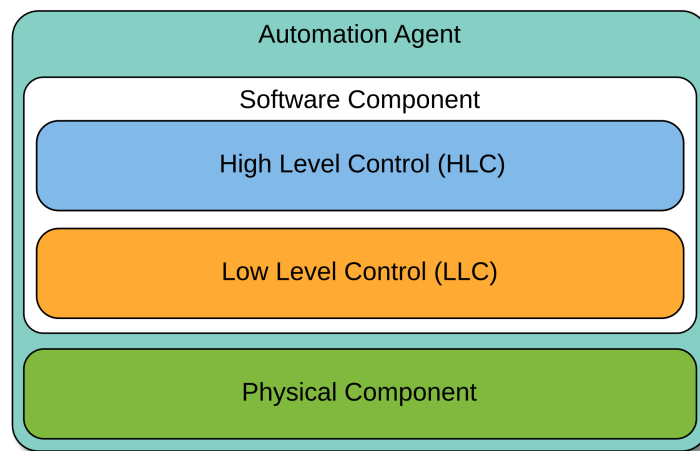 Automation Agent
Software Component
High Level Control (HLC)
Low Level Control (LLC)
Physical Component